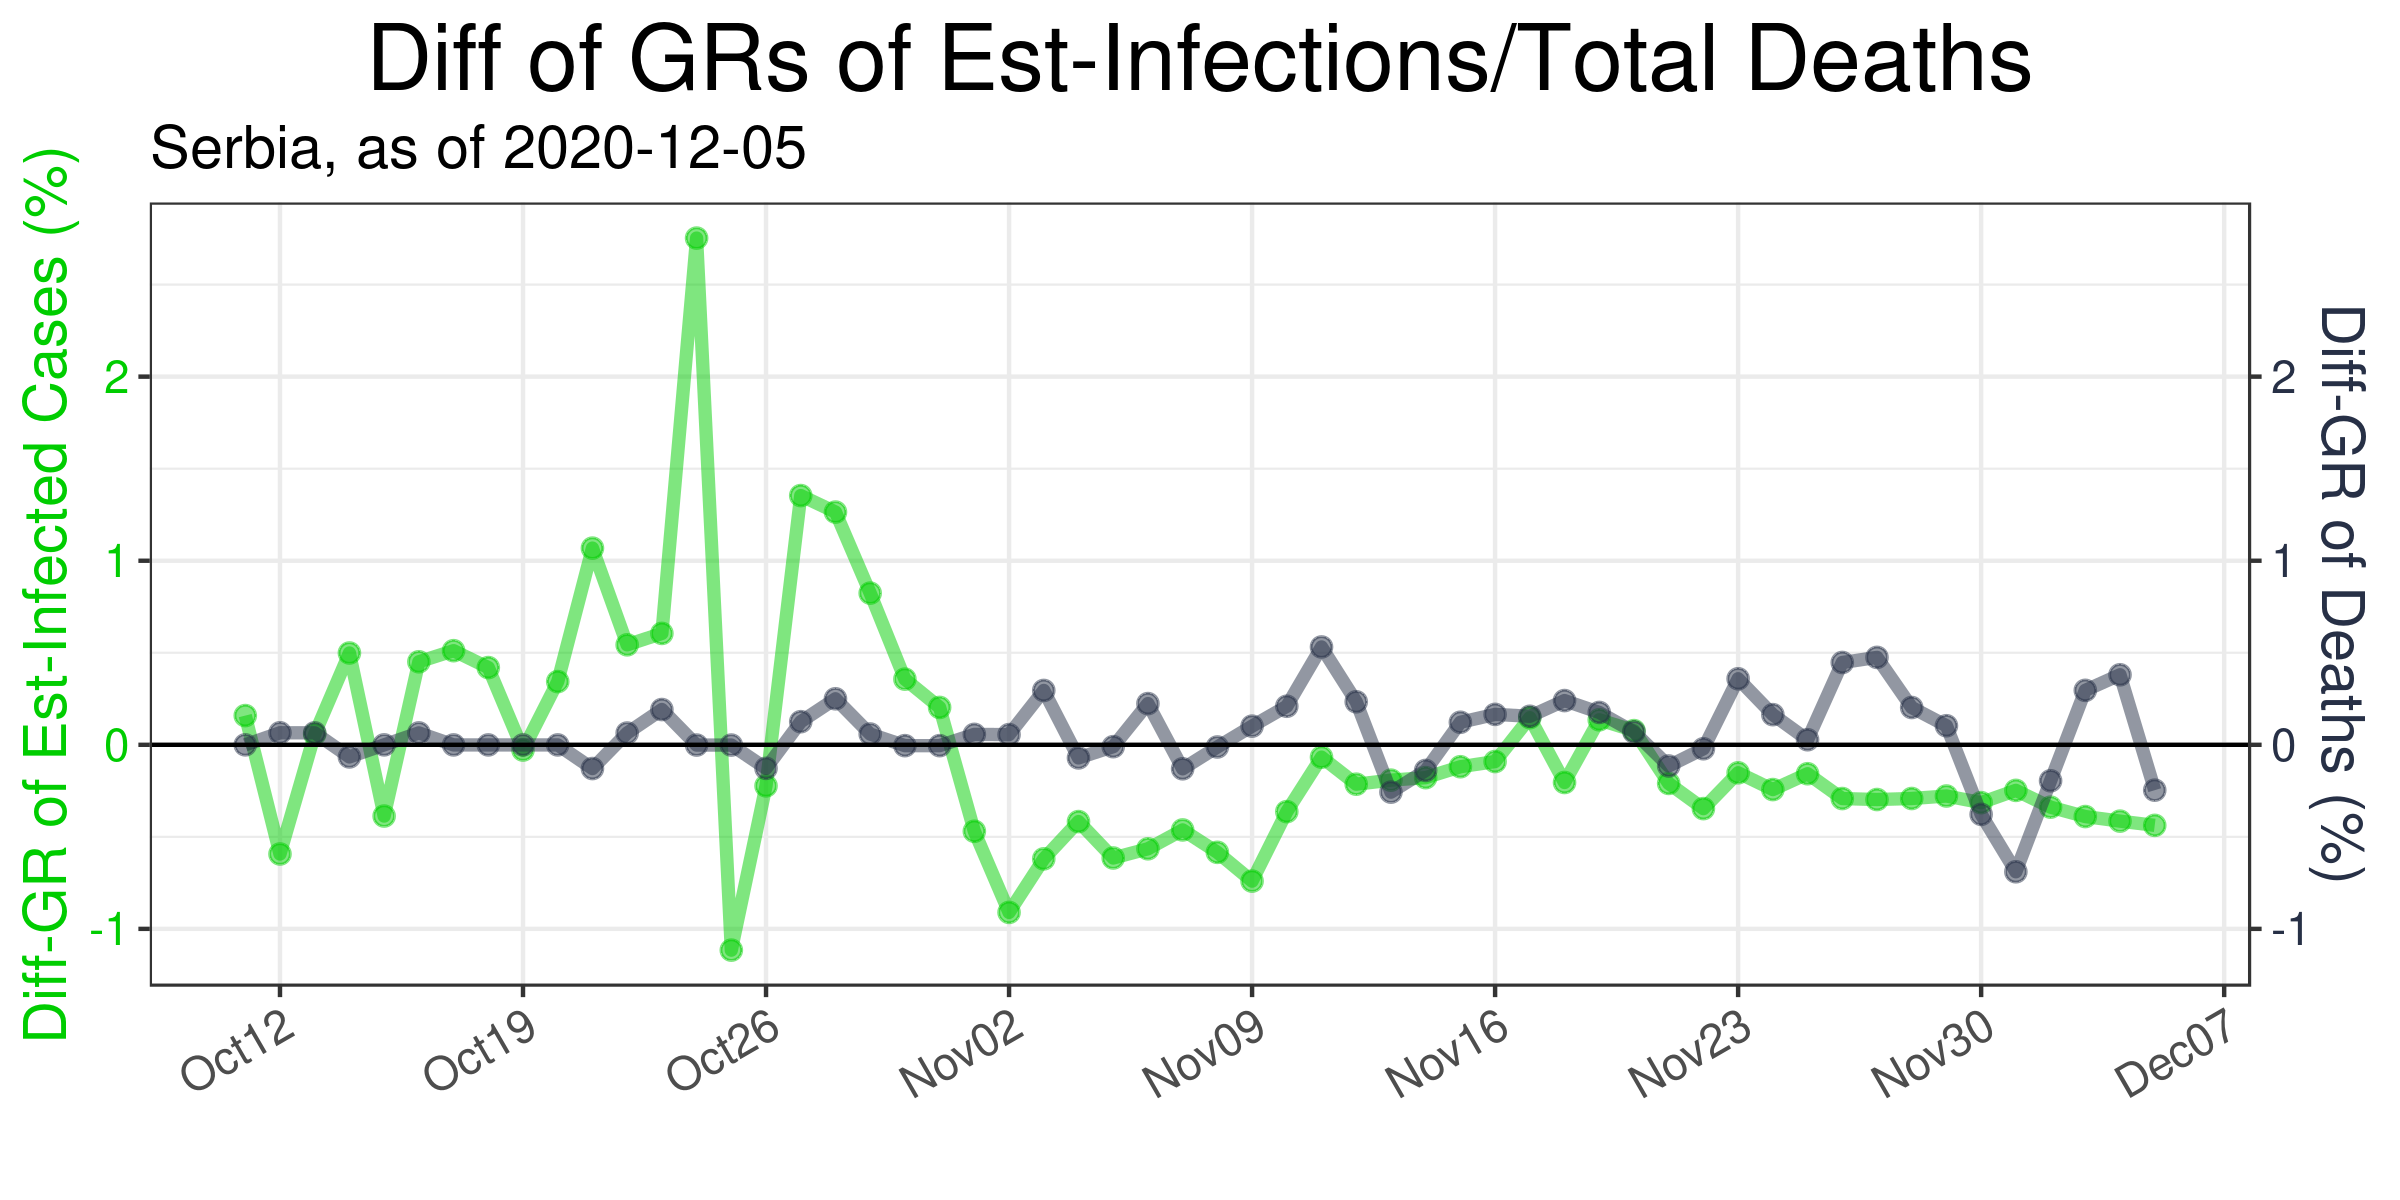 Diff of GRs of Est-Infections/Total Deaths
Serbia, as of 2020-12-05
Diff-GR of Est-Infected Cases (%)
2
1
0
-1
2
1
0
-1
Diff-GR of Deaths (%)
Oct12
Oct19
Oct26
Nov02
Nov09
Nov16
Nov23
Nov30
Dec07